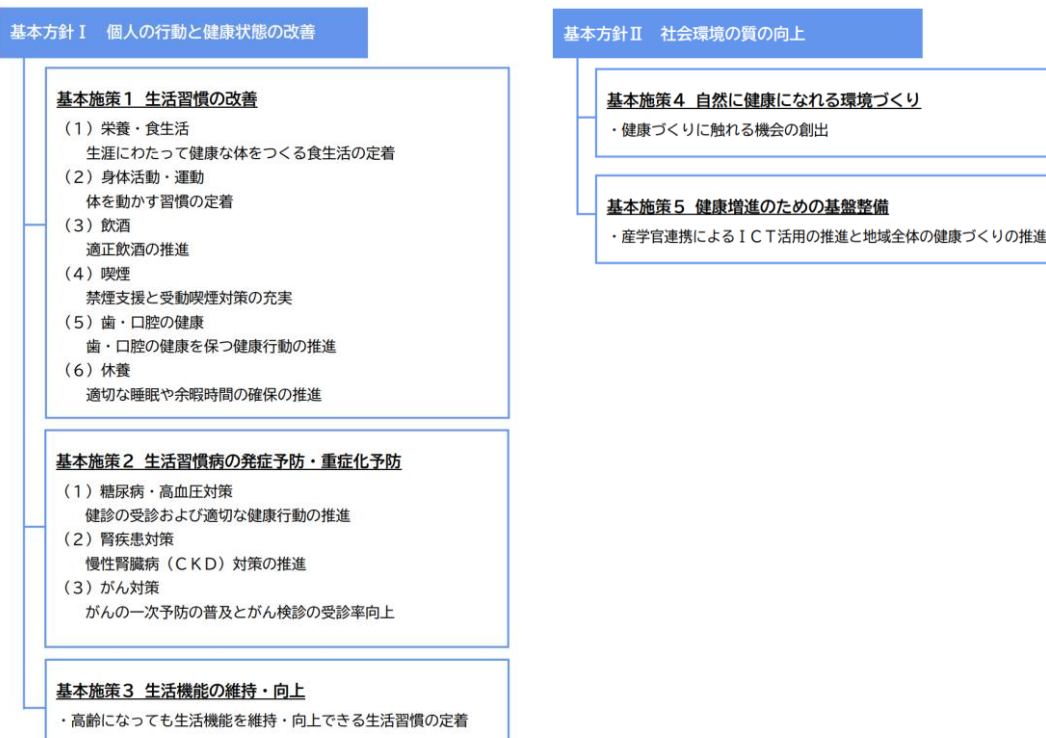 基本方針Ⅰ　個人の行動と健康状態の改善
基本施策1　生活習慣の改善
（1）栄養・食生活
生涯にわたって健康な体をつくる食生活の定着
（2）身体活動・運動
体を動かす習慣の定着
（3）飲酒
適正飲酒の推進
（4）喫煙
禁煙支援と受動喫煙対策の充実
（5）歯・口腔の健康
歯・口腔の健康を保つ健康行動の推進
（6）休養
適切な睡眠や余暇時間の確保の推進
基本施策2　生活習慣病の発症予防・重症化予防
（1）糖尿病・高血圧対策
健診の受診および適切な健康行動の推進
（2）腎疾患対策
慢性腎臓病（ＣＫＤ）対策の推進
（3）がん対策
がんの一次予防の普及とがん検診の受診率向上
基本施策3　生活機能の維持・向上
・高齢になっても生活機能を維持・向上できる生活習慣の定着
基本方針Ⅱ　社会環境の質の向上
基本施策4　自然に健康になれる環境づくり
・健康づくりに触れる機会の創出
基本施策5　健康増進のための基盤整備
・産学官連携によるＩＣＴ活用の推進と地域全体の健康づくりの推進